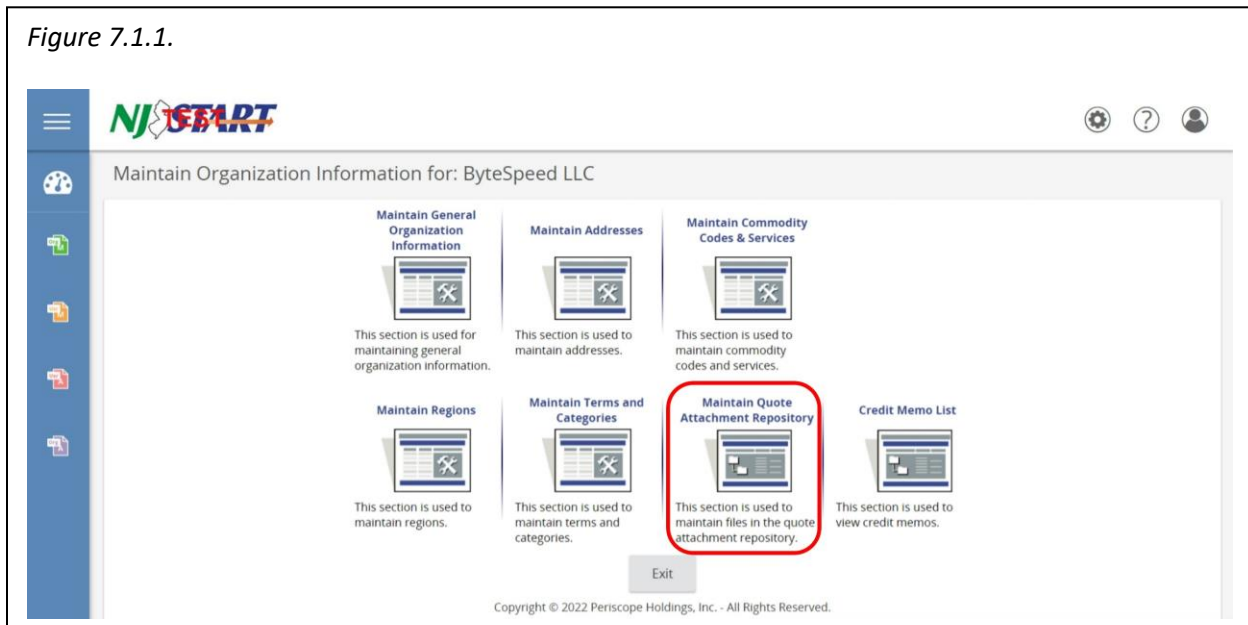 Figure 7.1.1.
NJSTART
TEST
Maintain Organization Information for: ByteSpeed LLC
Maintain General
Organization
Information
This section is used for
maintaining general
organization information.
Maintain Addresses
This section is used to
maintain addresses.
Maintain Commodity
Codes & Services
This section is used to
maintain commodity
codes and services.
Maintain Regions
This section is used to
maintain regions.
Maintain Terms and
Categories
This section is used to
maintain terms and
categories.
Maintain Quote
Attachment Repository
This section is used to
maintain files in the quote
attachment repository.
Credit Memo List
This section is used to
view credit memos.
Exit
Copyright © 2022 Periscope Holdings, Inc. - All Rights Reserved.